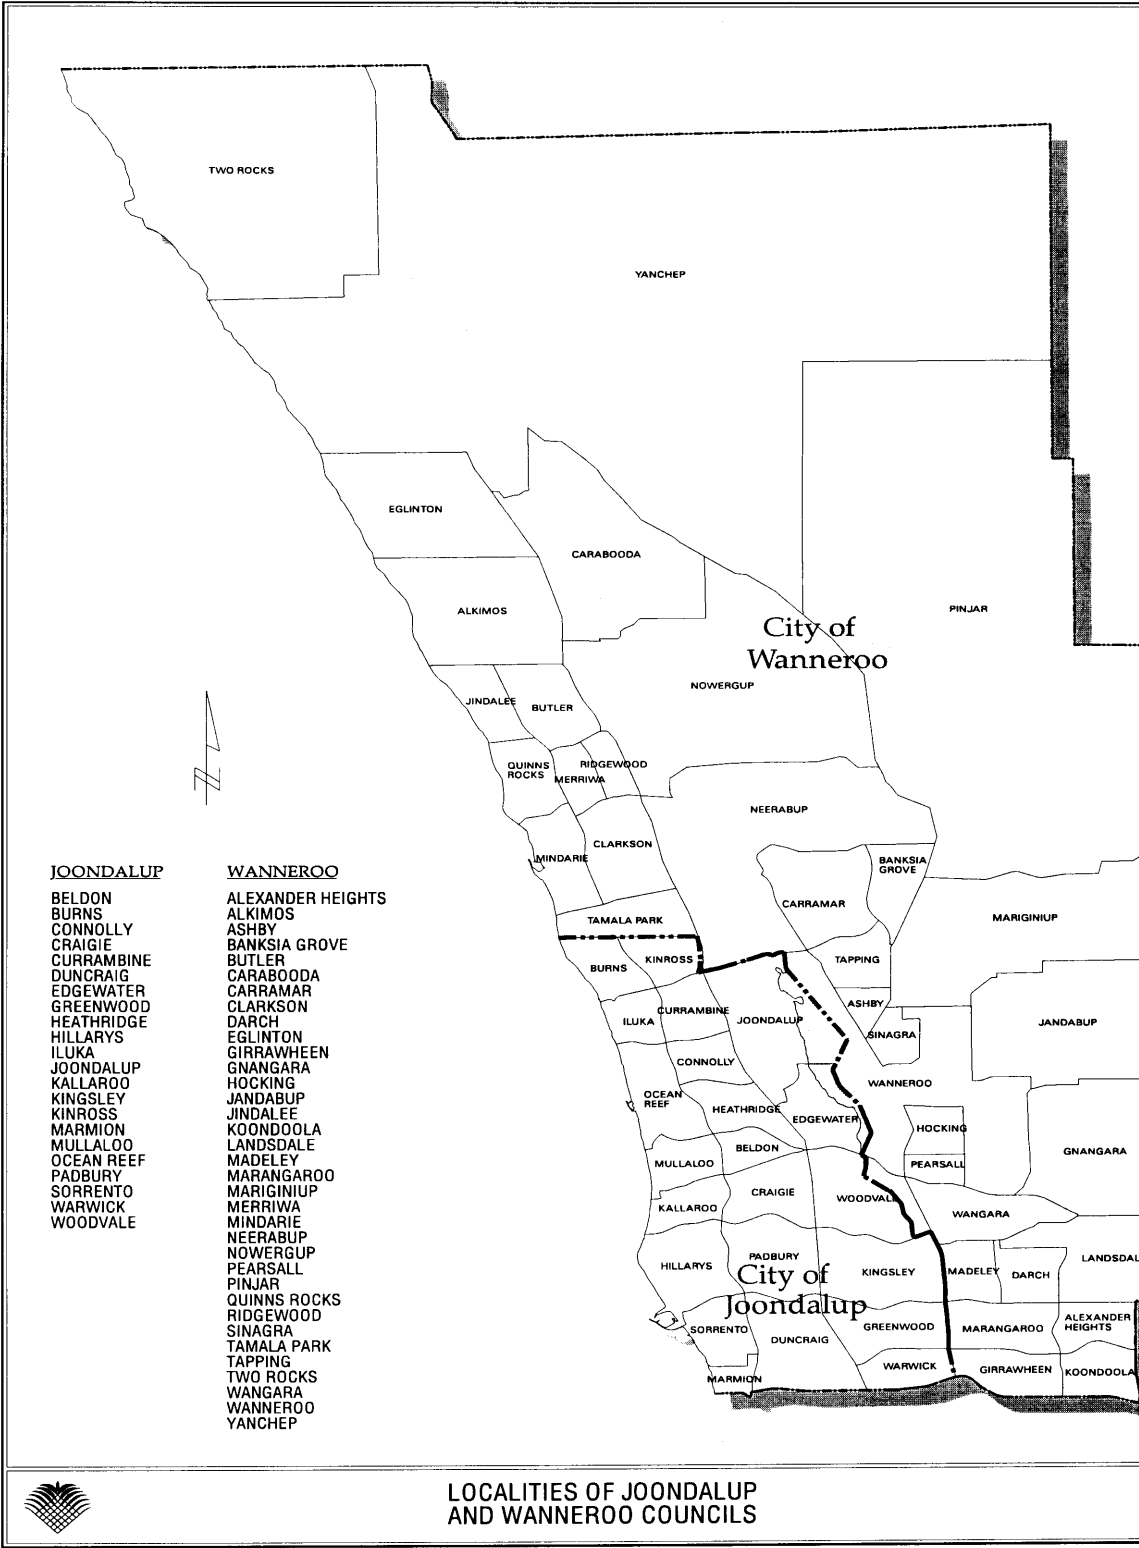 TWO ROCKS
YANCHEP
EGLINTON
CARABOODA
ALKIMOS
PINJAR
City of
Wanneroo
NOWERGUP
JINDALEE
BUTLER
QUINNS
ROCKS
RIDGEWOOD
MERRIWA
NEERABUP
CLARKSON
MINDARIE
BANKSIA
GROVE
CARRAMAR
MARIGINIUP
TAMALA PARK
KINROSS
BURNS
TAPPING
ASHBY
CURRAMBINE
ILUKA
JOONDALUP
SINAGRA
JANDABUP
CONNOLLY
WANNEROO
OCEAN
REEF
HEATHRIDGE
EDGEWATER
HOCKING
BELDON
GNANGARA
MULLALOO
PEARSALL
CRAIGIE
WOODVALE
KALLAROO
WANGARA
HILLARYS
PADBURY
KINGSLEY
MADELEY
DARCH
LANDSDAL
City of
Joondalup
SORRENTO
DUNCRAIG
GREENWOOD
MARANGAROO
ALEXANDER
HEIGHTS
WARWICK
GIRRAWHEEN
KOONDOOLA
MARMION
N
JOONDALUP
BELDON
BURNS
CONNOLLY
CRAIGIE
CURRAMBINE
DUNCRAIG
EDGEWATER
GREENWOOD
HEATHRIDGE
HILLARYS
ILUKA
JOONDALUP
KALLAROO
KINGSLEY
KINROSS
MARMION
MULLALOO
OCEAN REEF
PADBURY
SORRENTO
WARWICK
WOODVALE
WANNEROO
ALEXANDER HEIGHTS
ALKIMOS
ASHBY
BANKSIA GROVE
BUTLER
CARABOODA
CARRAMAR
CLARKSON
DARCH
EGLINTON
GIRRAWHEEN
GNANGARA
HOCKING
JANDABUP
JINDALEE
KOONDOOLA
LANDSDALE
MADELEY
MARANGAROO
MARIGINIUP
MERRIWA
MINDARIE
NEERABUP
NOWERGUP
PEARSALL
PINJAR
QUINNS ROCKS
RIDGEWOOD
SINAGRA
TAMALA PARK
TAPPING
TWO ROCKS
WANGARA
WANNEROO
YANCHEP
LOCALITIES OF JOONDALUP
AND WANNEROO COUNCILS